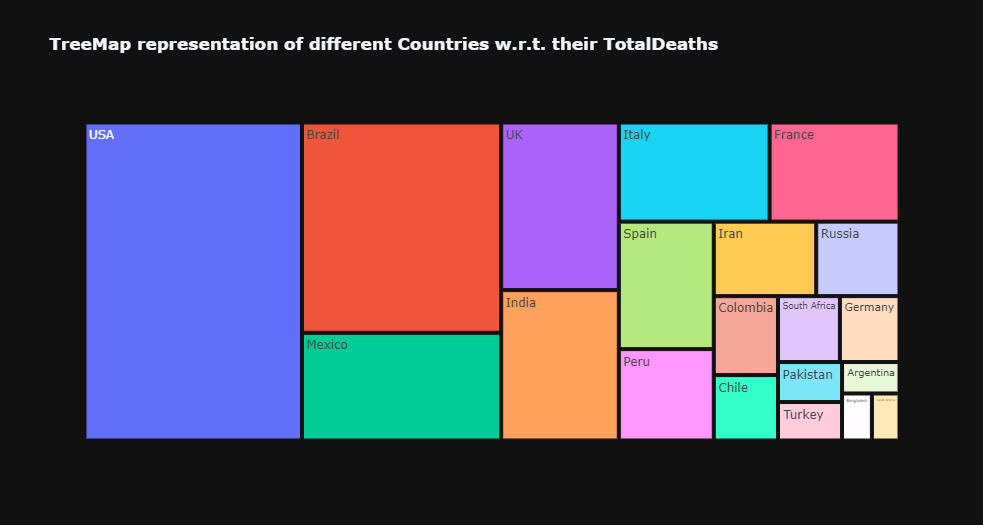 TreeMap representation of different Countries w.r.t. their TotalDeaths
USA
Brazil
UK
Italy
France
Spain
Iran
Russia
Mexico
India
Colombia
South Africa
Germany
Peru
Chile
Pakistan
Argentina
Turkey
Bangladesh